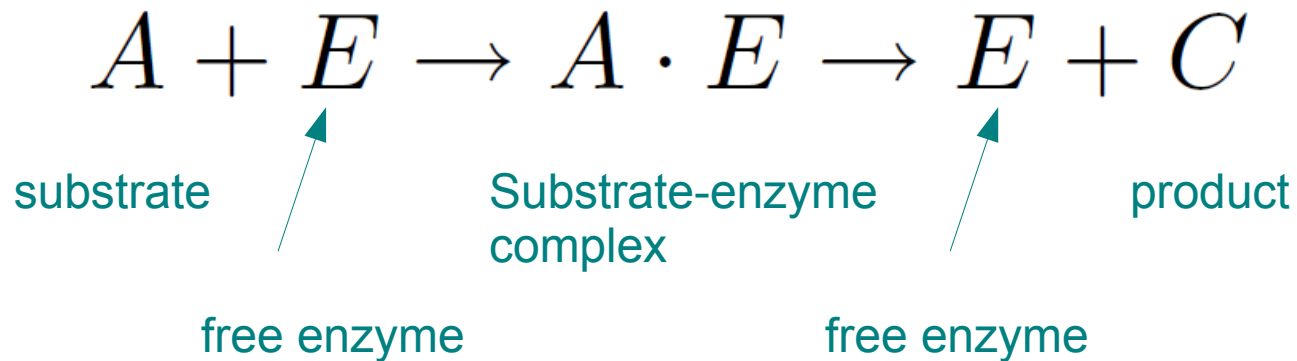 A + E → A · E → E + C
substrate
Substrate-enzyme
complex
product
free enzyme
free enzyme